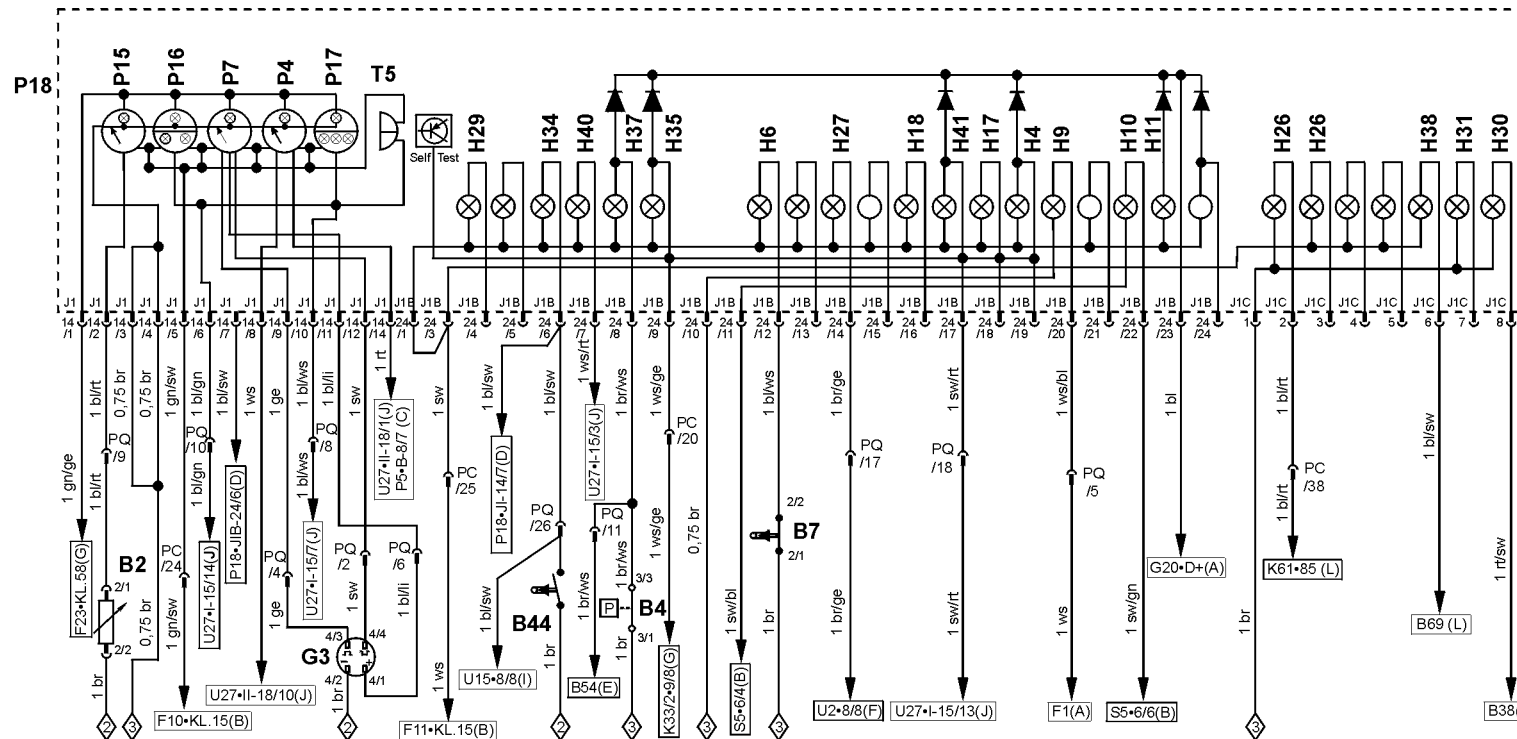 P18
P15
P16
P7
P4
P17
T5
Self Test
H29
H34
H40
H37
H35
H6
H27
H18
H41
H17
H4
H9
H10
H11
H26
H26
H38
H31
H30
J1 J1 J1 J1 J1 J1 J1 J1 J1 J1 J1 J1 J1 J1B J1B J1B J1B J1B J1B J1B J1B J1B J1B J1B J1B J1B J1B J1B J1B J1B J1B J1B J1B J1B J1B J1C J1C J1C J1C J1C J1C J1C J1C
14/1
14/2
14/3
14/4
14/5
14/6
14/7
14/8
14/9
14/10
14/11
14/12
14/14
24/1
24/3
24/4
24/5
24/6
24/7
24/8
24/9
24/10
24/11
24/12
24/13
24/14
24/15
24/16
24/17
24/18
24/19
24/20
24/21
24/22
24/23
24/24
1
2
3
4
5
6
7
8
1 gn/ge
F23•KL.58(G)
1 bl/rt
PQ/9
1 bl/rt
B2
2/1
2/2
1 br
2
0,75 br
0,75 br
0,75 br
3
1 gn/sw
PC/24
1 gn/sw
F10•KL.15(B)
1 bl/gn
PQ/10
1 bl/gn
U27•I-15/14(J)
1 bl/sw
P18•JIB-24/6(D)
1 ws
U27•II-18/10(J)
1 ge
PQ/4
1 ge
1 bl/ws
PQ/8
1 bl/ws
U27•I-15/7(J)
1 bl/li
PQ/6
1 bl/li
1 sw
PQ/2
1 sw
G3
4/3
4/4
4/2
4/1
1 br
2
1 rt
U27•II-18/1(J)
P5•B-8/7 (C)
1 sw
PC/25
1 ws
F11•KL.15(B)
1 bl/sw
P18•JI-14/7(D)
1 bl/sw
PQ/26
1 bl/sw
U15•8/8(I)
B44
1 br
2
1 ws/rt
U27•I-15/3(J)
1 br/ws
PQ/11
1 br/ws
B54(E)
1 br/ws
3/3
P
B4
3/1
1 br
3
1 ws/ge
PC/20
1 ws/ge
K33/2•9/8(G)
0,75 br
3
1 sw/bl
S5•6/4(B)
1 bl/ws
2/2
B7
2/1
1 br
3
1 br/ge
PQ/17
1 br/ge
U2•8/8(F)
1 sw/rt
PQ/18
1 sw/rt
U27•I-15/13(J)
1 ws/bl
PQ/5
1 ws
F1(A)
1 sw/gn
S5•6/6(B)
1 bl
G20•D+(A)
1 br
3
1 bl/rt
PC/38
1 bl/rt
K61•85 (L)
1 bl/sw
B69 (L)
1 rt/sw
B38(